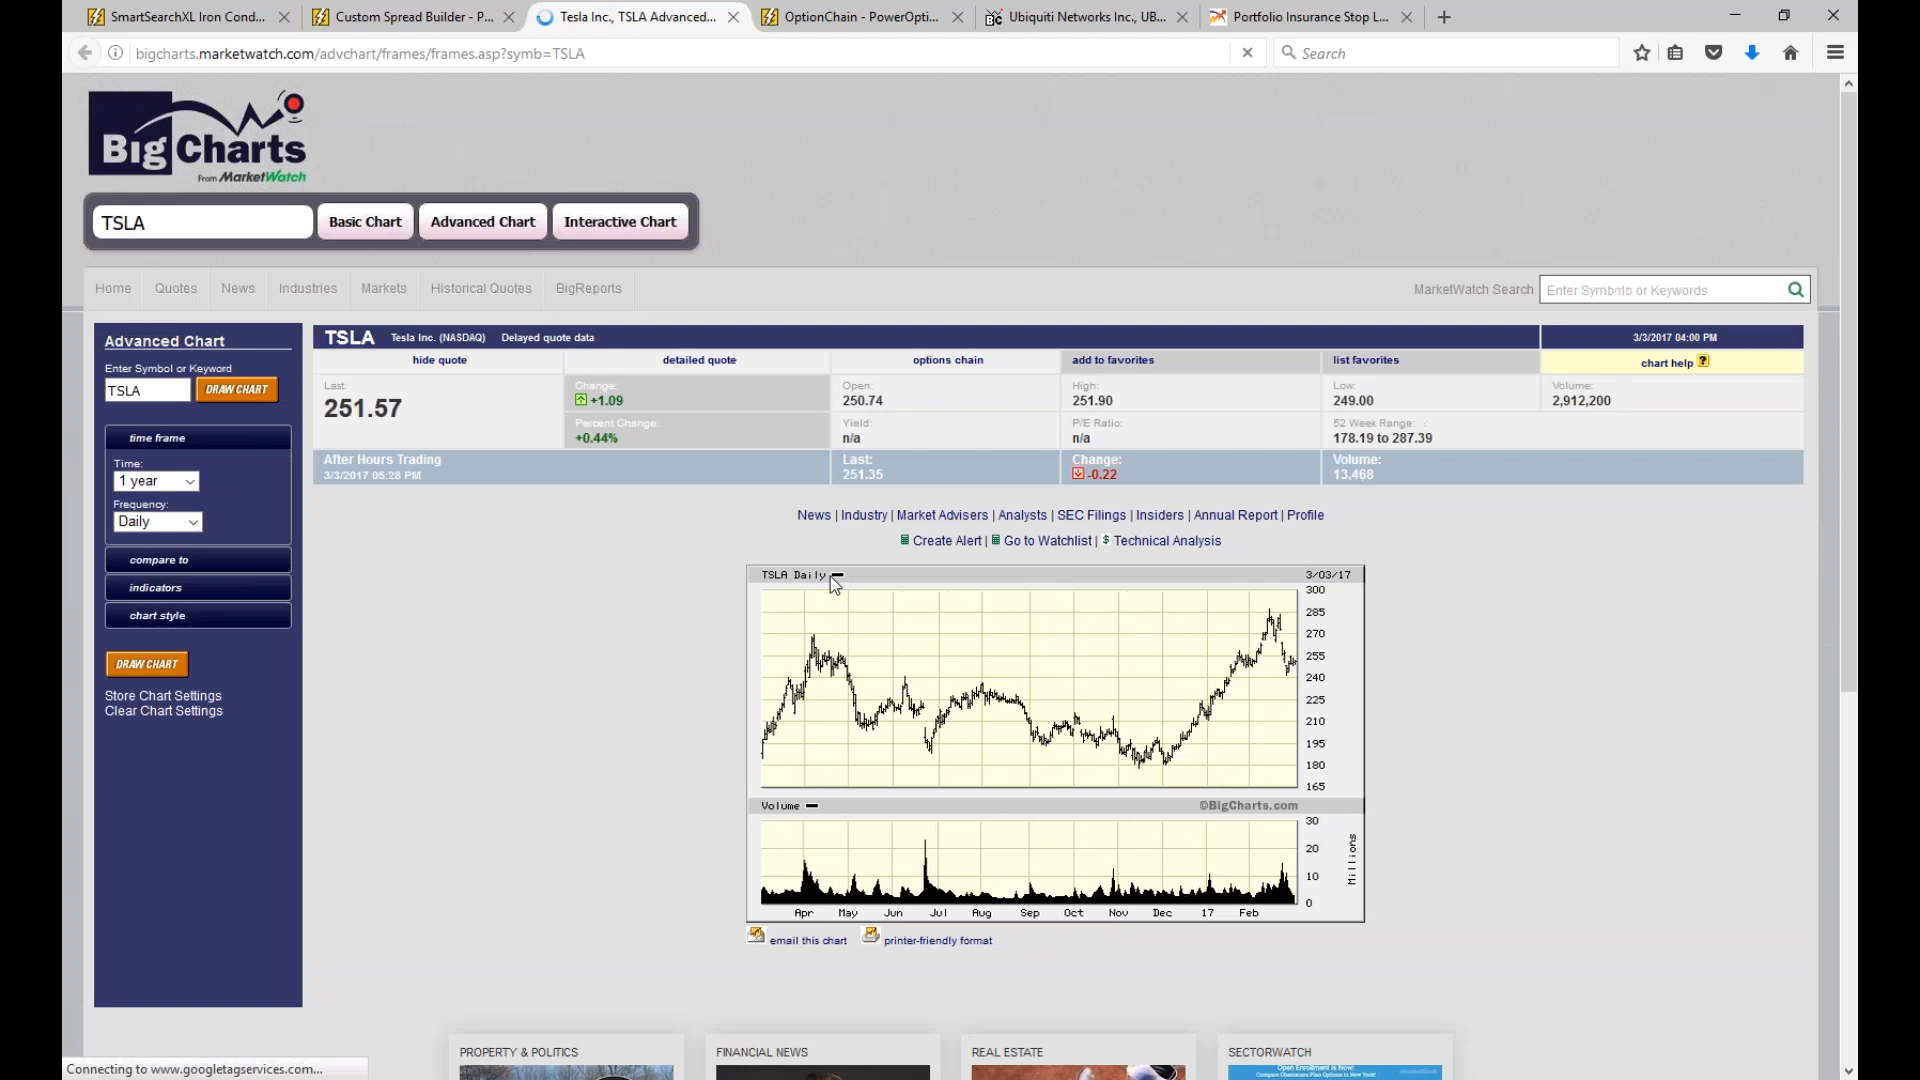 SmartSearchXL Iron Cond...
Custom Spread Builder - P...
Tesla Inc., TSLA Advanced...
OptionChain - PowerOpti...
Ubiquiti Networks Inc., UB...
Portfolio Insurance Stop L...
bigcharts.marketwatch.com/advchart/frames/frames.asp?symb=TSLA
Search
BigCharts
From MarketWatch
TSLA
Basic Chart
Advanced Chart
Interactive Chart
Home
Quotes
News
Industries
Markets
Historical Quotes
BigReports
MarketWatch Search
Advanced Chart
Enter Symbol or Keyword
TSLA
DRAW CHART
time frame
Time:
1 year
Frequency:
Daily
compare to
indicators
chart style
DRAW CHART
Store Chart Settings
Clear Chart Settings
TSLA Tesla Inc. (NASDAQ) Delayed quote data
3/3/2017 04:00 PM
hide quote
detailed quote
options chain
add to favorites
list favorites
chart help ?
Last:
251.57
Change:
+1.09
Open:
250.74
High:
251.90
Low:
249.00
Volume:
2,912,200
Percent Change:
+0.44%
Yield:
n/a
P/E Ratio:
n/a
52 Week Range:
178.19 to 287.39
After Hours Trading
3/3/2017 05:28 PM
Last:
251.35
Change:
-0.22
Volume:
13,468
News | Industry | Market Advisers | Analysts | SEC Filings | Insiders | Annual Report | Profile
Create Alert | Go to Watchlist | $ Technical Analysis
TSLA Daily
3/03/17
300
285
270
255
240
225
210
195
180
165
Volume
©BigCharts.com
30
20
10
0
Millions
Apr May Jun Jul Aug Sep Oct Nov Dec 17 Feb
email this chart
printer-friendly format
PROPERTY & POLITICS
FINANCIAL NEWS
REAL ESTATE
SECTORWATCH
Open Enrollment is Now:
Connecting to www.googletagservices.com...